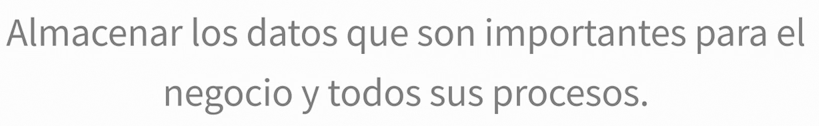 Almacenar los datos que son importantes para el
negocio y todos sus procesos.